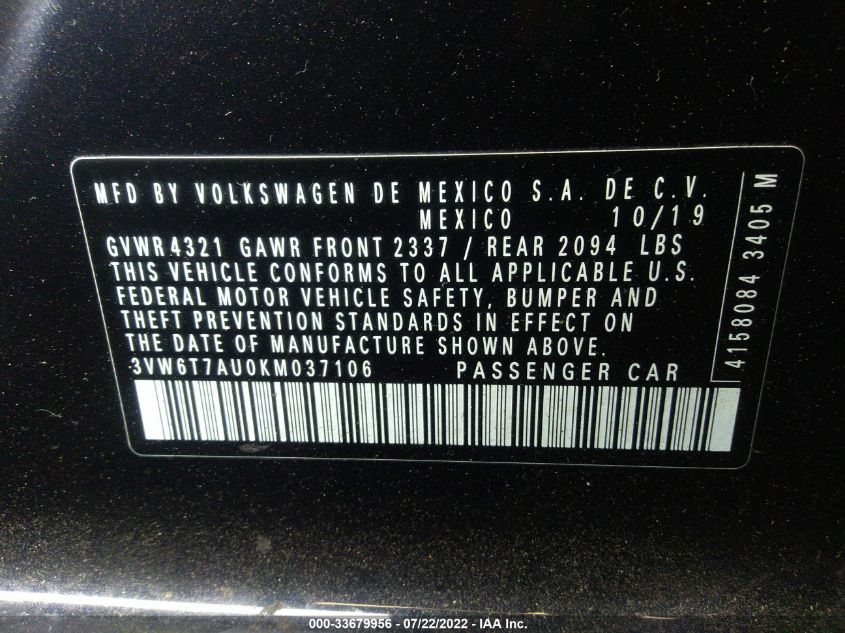 MFD BY VOLKSWAGEN DE MEXICO S.A. DE C.V.
MEXICO 10/19
GVWR 4321 GAWR FRONT 2337 / REAR 2094 LBS
THIS VEHICLE CONFORMS TO ALL APPLICABLE U.S.
FEDERAL MOTOR VEHICLE SAFETY, BUMPER AND
THEFT PREVENTION STANDARDS IN EFFECT ON
THE DATE OF MANUFACTURE SHOWN ABOVE.
3VW6T7AU0KM037106 PASSENGER CAR
4158084 3405 M
000-33679956 - 07/22/2022 - IAA Inc.